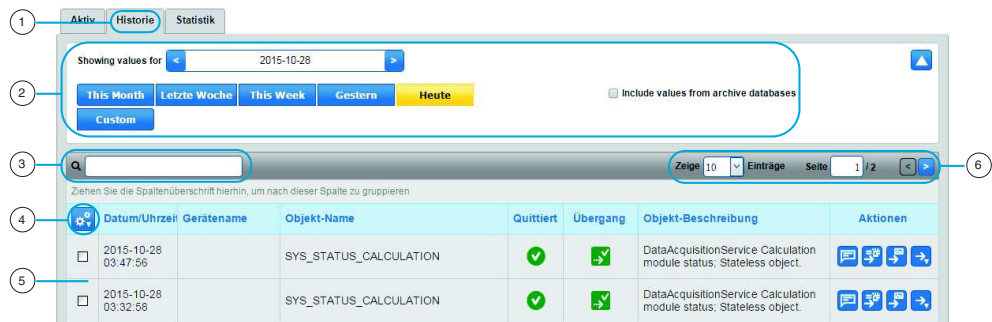 1
Aktiv Historie Statistik
Showing values for < 2015-10-28 >
2
This Month Letzte Woche This Week Gestern Heute
Include values from archive databases
Custom
3
Zeige 10 Einträge Seite 1 / 2 < >
6
Ziehen Sie die Spaltenüberschrift hierhin, um nach dieser Spalte zu gruppieren
4
Datum/Uhrzeit Gerätename Objekt-Name Quittiert Übergang Objekt-Beschreibung Aktionen
2015-10-28
03:47:56
SYS_STATUS_CALCULATION
DataAcquisitionService Calculation
module status; Stateless object.
5
2015-10-28
03:32:58
SYS_STATUS_CALCULATION
DataAcquisitionService Calculation
module status; Stateless object.